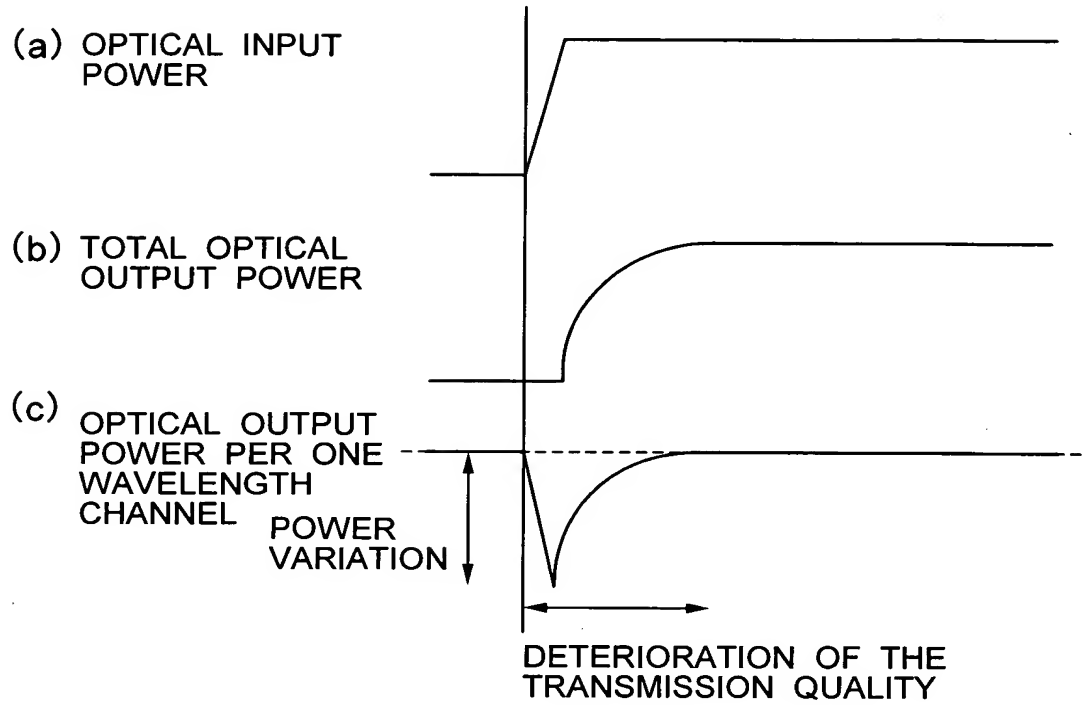 (a) OPTICAL INPUT
POWER
(b) TOTAL OPTICAL
OUTPUT POWER
(c)
OPTICAL OUTPUT
POWER PER ONE
WAVELENGTH
CHANNEL
POWER
VARIATION
DETERIORATION OF THE
TRANSMISSION QUALITY